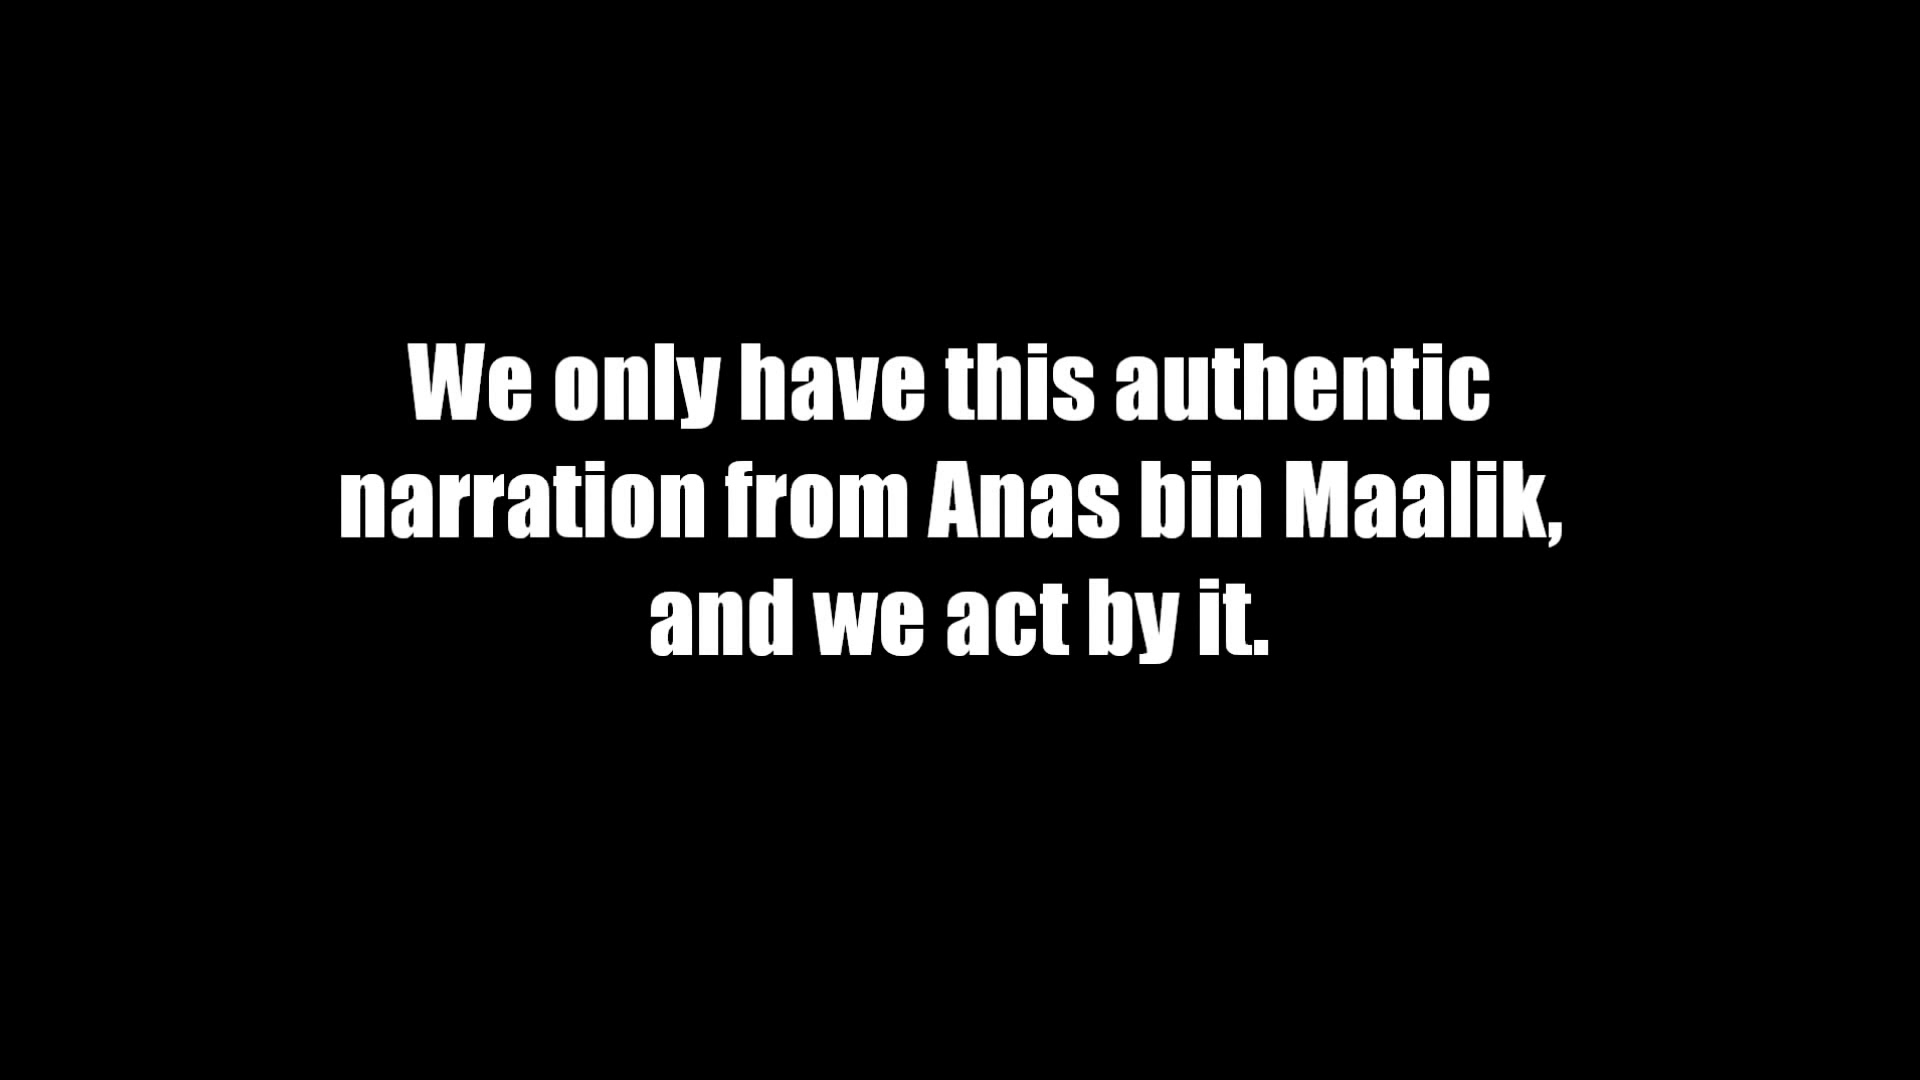 We only have this authentic
narration from Anas bin Maalik,
and we act by it.